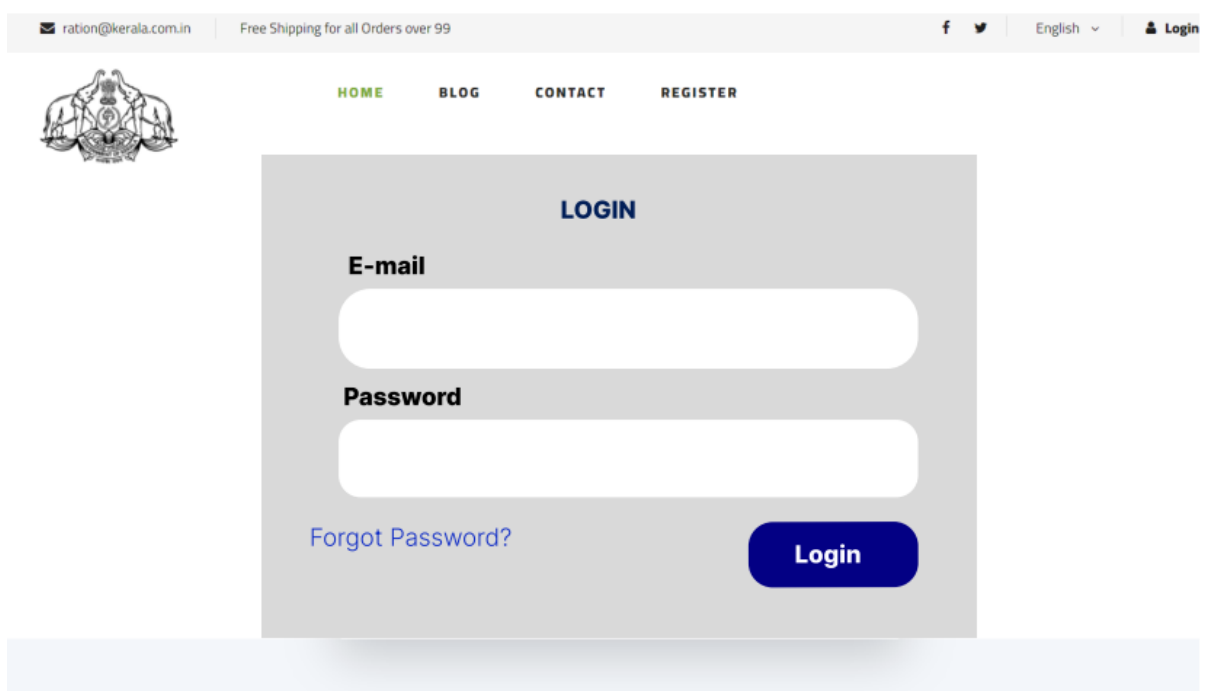 ration@kerala.com.in Free Shipping for all Orders over 99 English Login
HOME BLOG CONTACT REGISTER
LOGIN
E-mail
Password
Forgot Password? Login